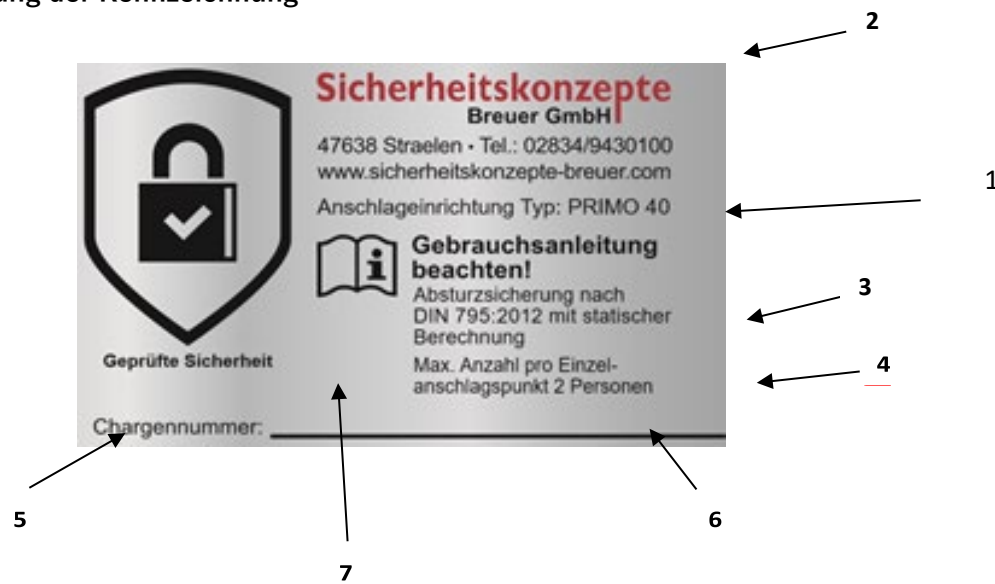 ung der Kennzeichnung
2
Sicherheitskonzepte
Breuer GmbH
47638 Straelen • Tel.: 02834/9430100
www.sicherheitskonzepte-breuer.com
1
Anschlageinrichtung Typ: PRIMO 40
Gebrauchsanleitung
beachten!
Absturzsicherung nach
DIN 795:2012 mit statischer
Berechnung
3
Geprüfte Sicherheit
Max. Anzahl pro Einzel-
anschlagspunkt 2 Personen
4
Chargennummer:
5
6
7